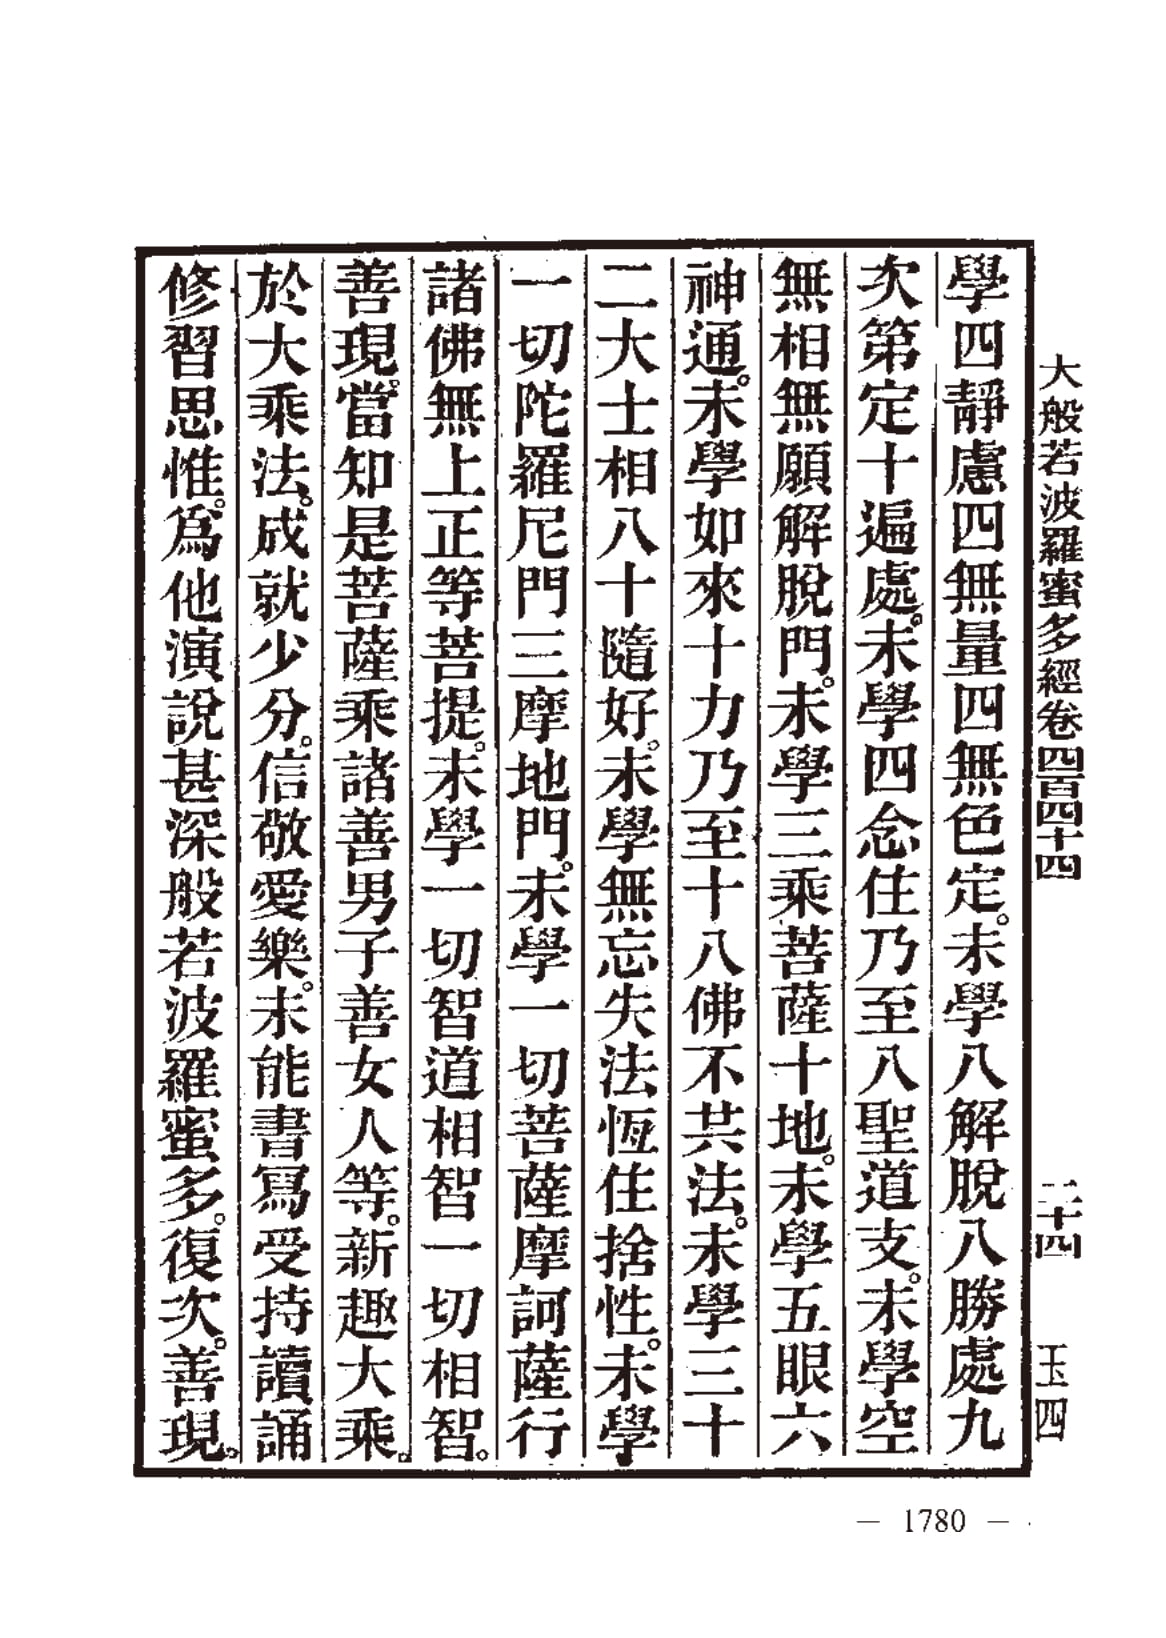 大般若波羅蜜多經卷四百四十四　二十四　玉四
學四靜慮四無量四無色定。未學八解脫八勝處九
次第定十遍處。未學四念住乃至八聖道支。未學空
無相無願解脫門。未學三乘菩薩十地。未學五眼六
神通。未學如來十力乃至十八佛不共法。未學三十
二大士相八十隨好。未學無忘失法恆住捨性。未學
一切陀羅尼門三摩地門。未學一切菩薩摩訶薩行
諸佛無上正等菩提。未學一切智道相智一切相智。
善現。當知是菩薩乘諸善男子善女人等。新趣大乘。
於大乘法。成就少分。信敬愛樂。未能書寫受持讀誦
修習思惟。爲他演說甚深般若波羅蜜多。復次。善現。
— 1780 —